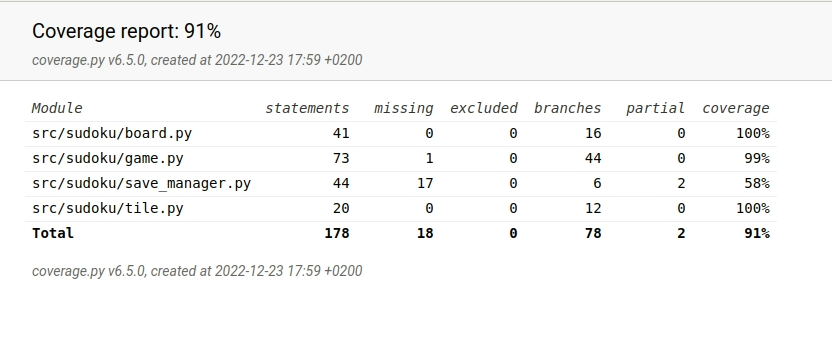 Coverage report: 91%
coverage.py v6.5.0, created at 2022-12-23 17:59 +0200
Module statements missing excluded branches partial coverage
src/sudoku/board.py 41 0 0 16 0 100%
src/sudoku/game.py 73 1 0 44 0 99%
src/sudoku/save_manager.py 44 17 0 6 2 58%
src/sudoku/tile.py 20 0 0 12 0 100%
Total 178 18 0 78 2 91%
coverage.py v6.5.0, created at 2022-12-23 17:59 +0200